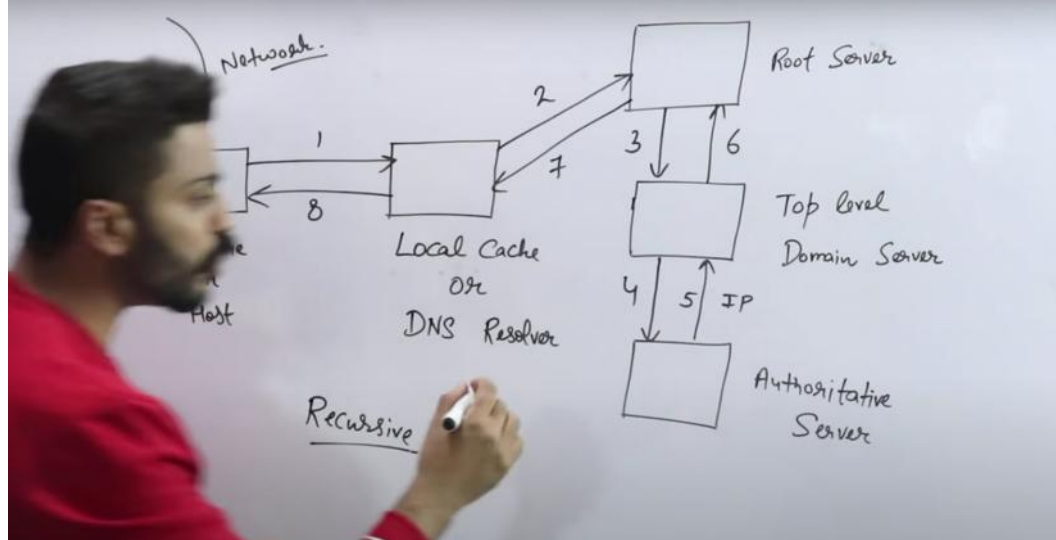 Network.
1
2
7
8
Root Server
3
6
Top level
Domain Server
4
5
IP
Authoritative
Server
Local Cache
or
DNS Resolver
Host
Recursive